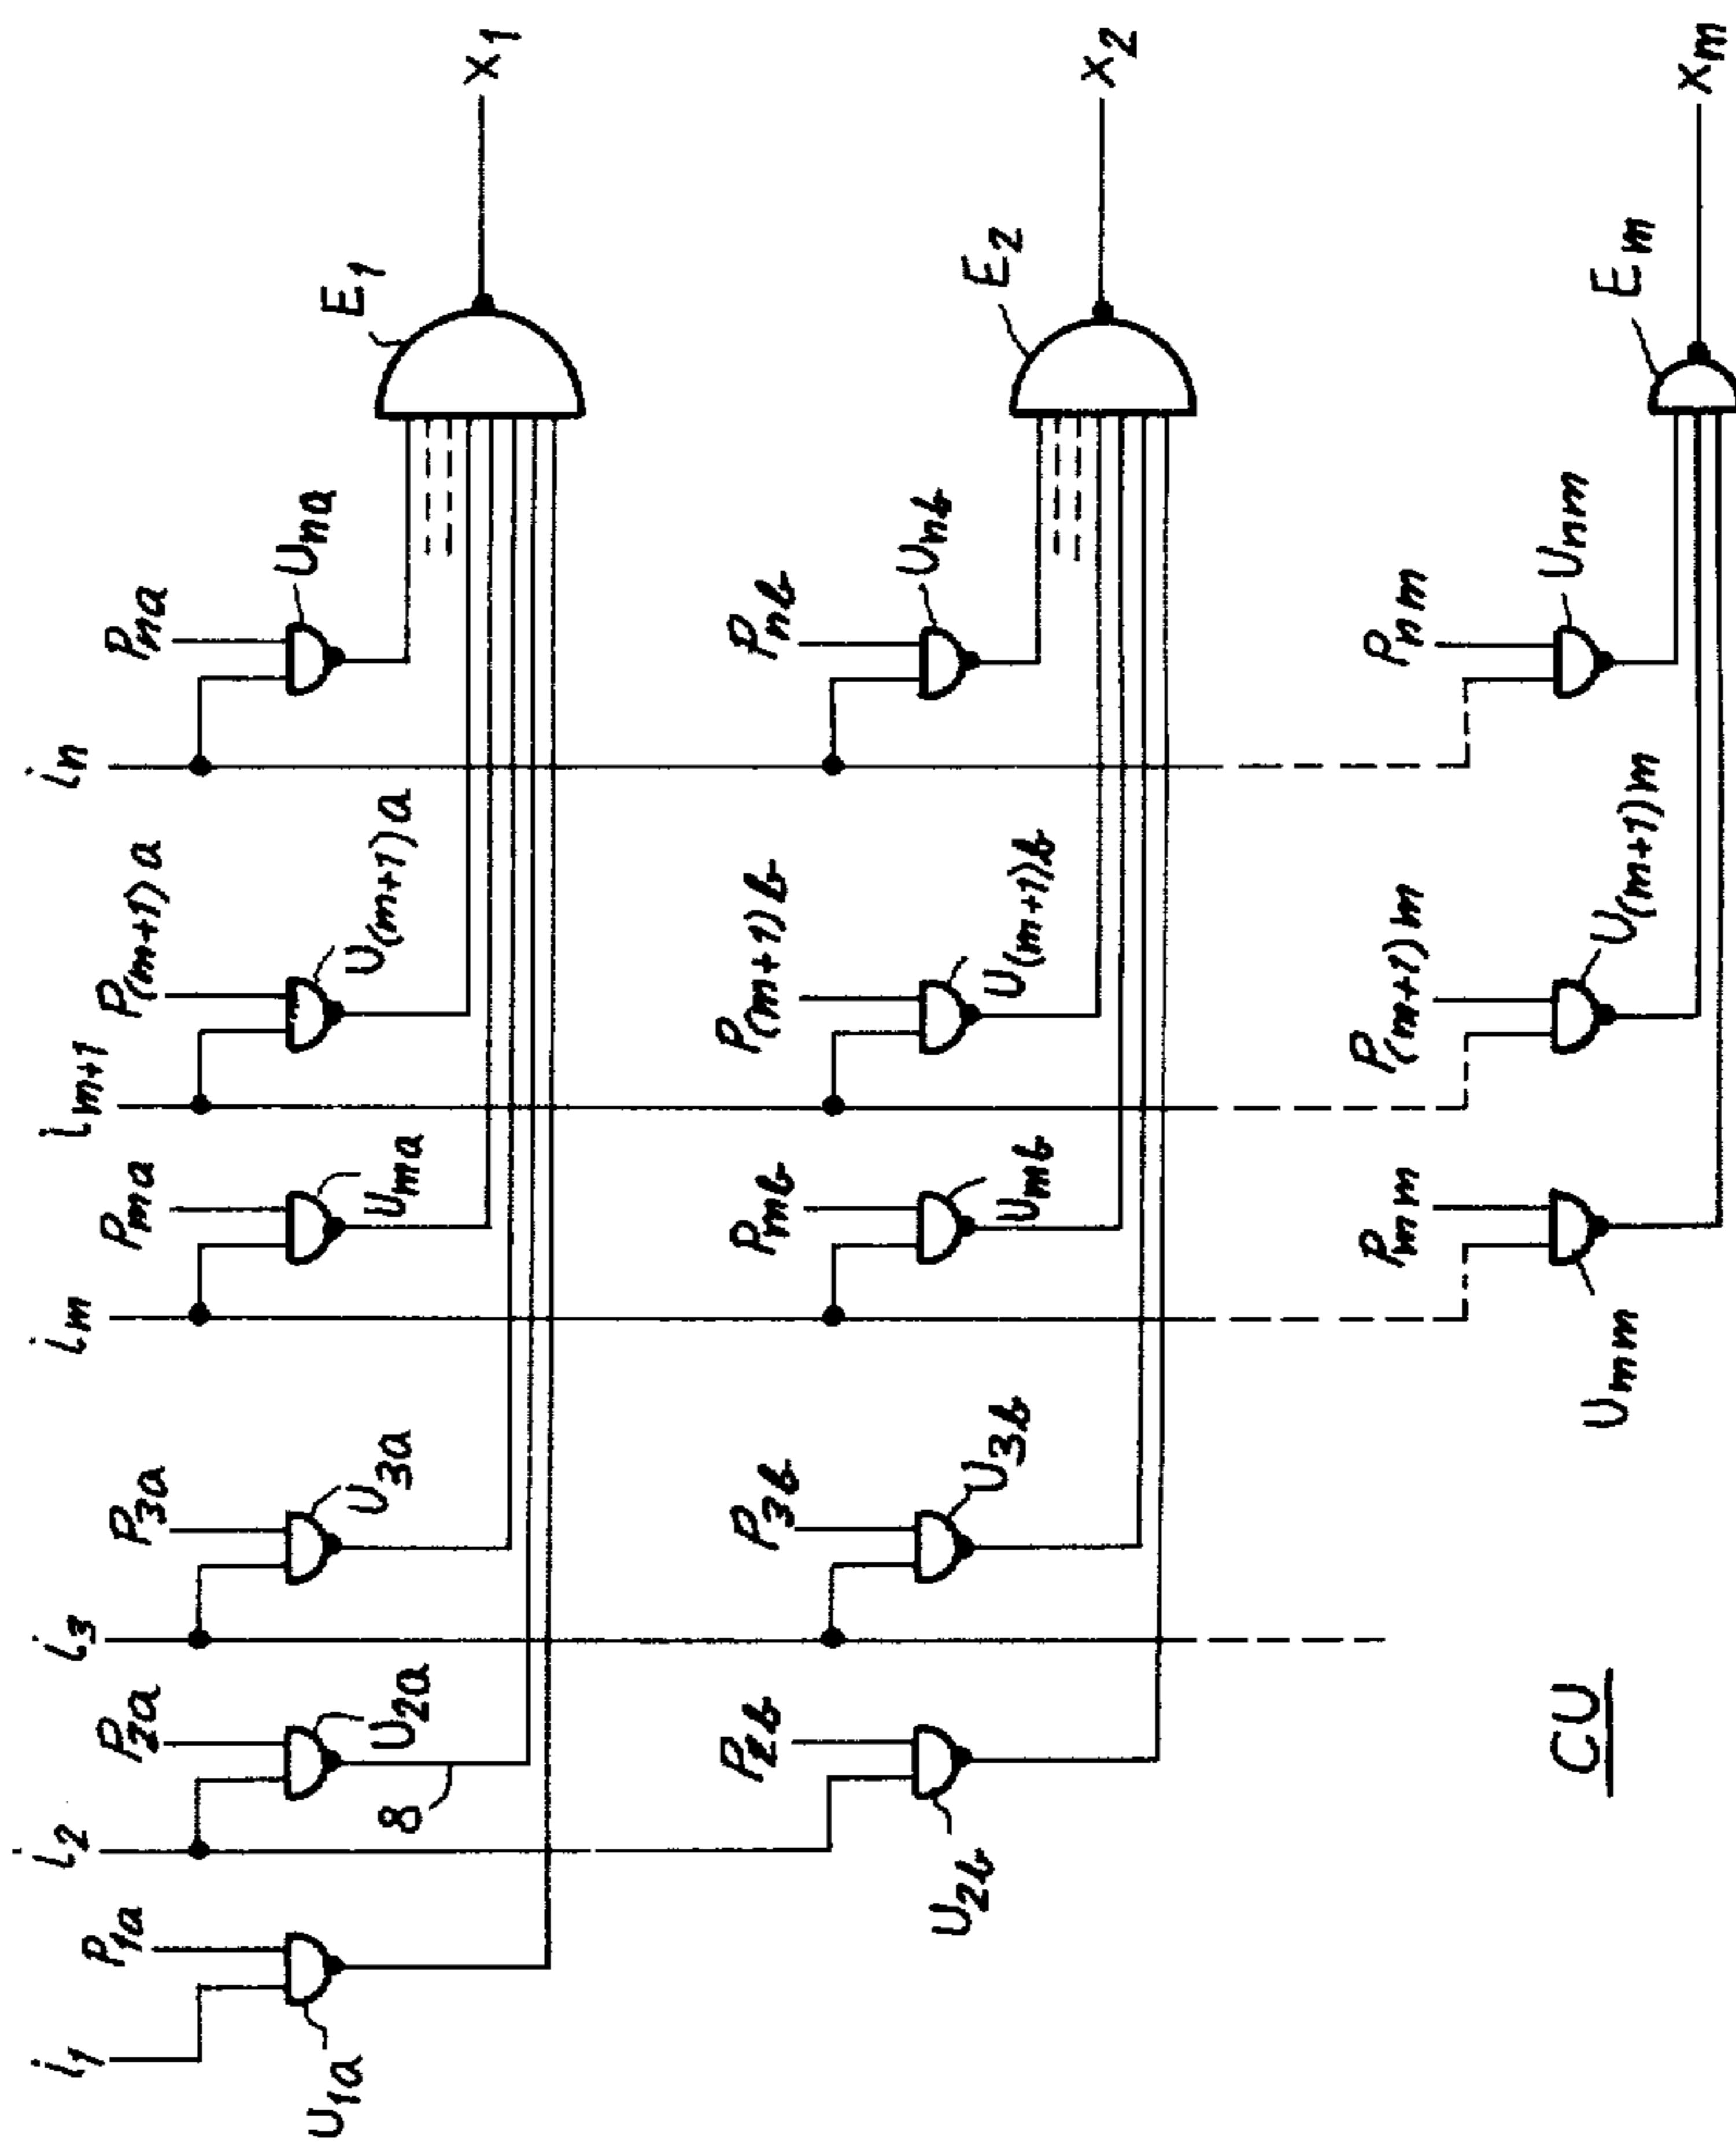 i1
i2
i3
im
im+1
in
P1a
P2a
P3a
Pma
P(m+1)a
Pna
U1a
U2a
U3a
Uma
U(m+1)a
Una
8
E1
x1
P2b
P3b
Pmb
P(m+1)b
Pnb
U2b
U3b
Umb
U(m+1)b
Unb
E2
x2
Pmm
P(m+1)m
Pnm
Umm
U(m+1)m
Unm
Em
xm
CU